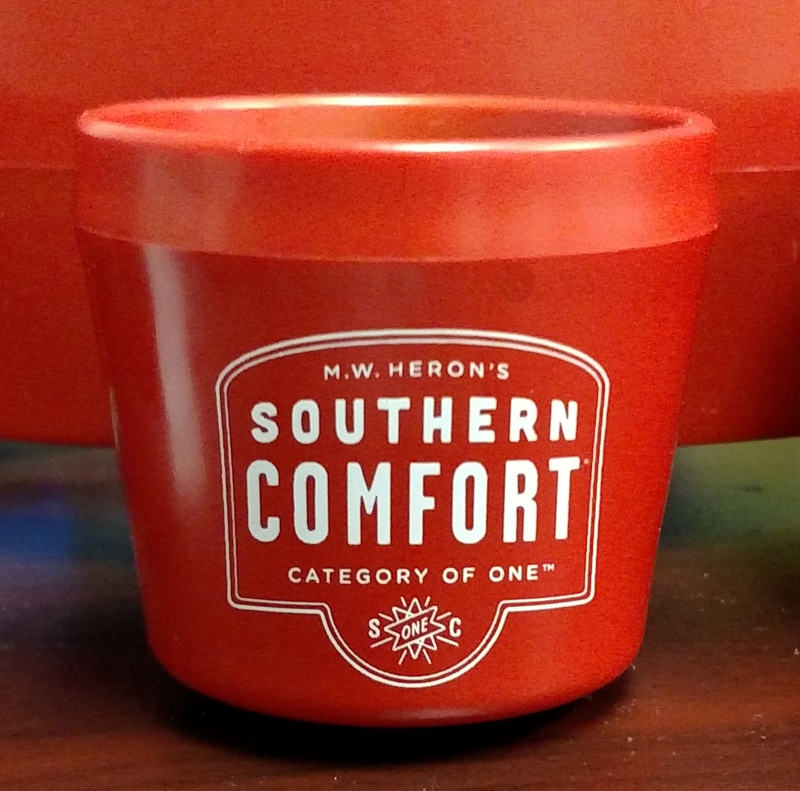 M.W. HERON'S
SOUTHERN
COMFORT
CATEGORY OF ONE™
S ONE C